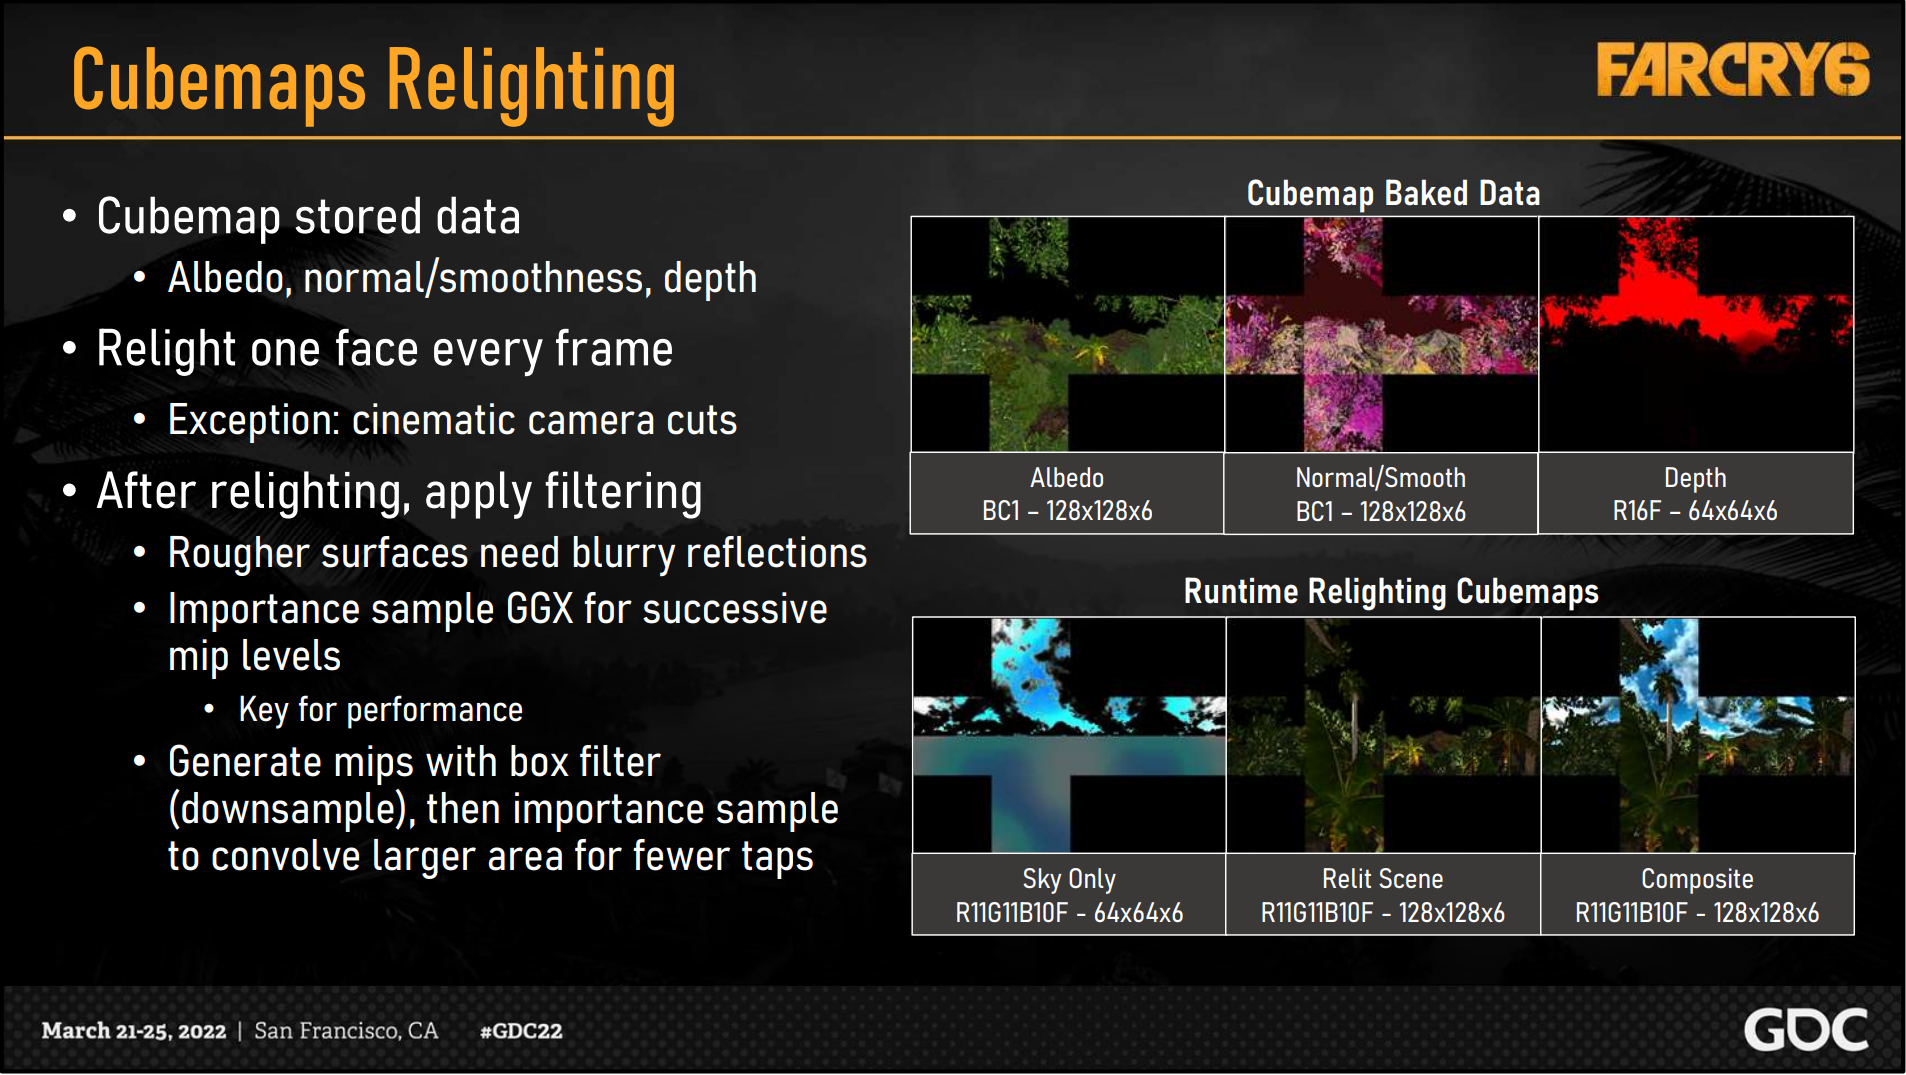 Cubemaps Relighting
FARCRY6
• Cubemap stored data
• Albedo, normal/smoothness, depth
• Relight one face every frame
• Exception: cinematic camera cuts
• After relighting, apply filtering
• Rougher surfaces need blurry reflections
• Importance sample GGX for successive
mip levels
• Key for performance
• Generate mips with box filter
(downsample), then importance sample
to convolve larger area for fewer taps
Cubemap Baked Data
Albedo
BC1 – 128x128x6
Normal/Smooth
BC1 – 128x128x6
Depth
R16F – 64x64x6
Runtime Relighting Cubemaps
Sky Only
R11G11B10F - 64x64x6
Relit Scene
R11G11B10F - 128x128x6
Composite
R11G11B10F - 128x128x6
March 21-25, 2022 | San Francisco, CA #GDC22
GDC